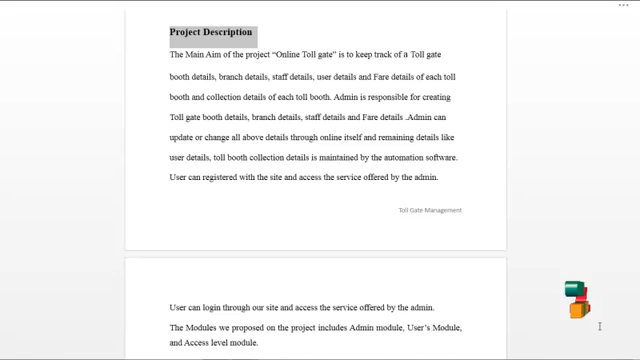 Project Description
The Main Aim of the project “Online Toll gate” is to keep track of a Toll gate
booth details, branch details, staff details, user details and Fare details of each toll
booth and collection details of each toll booth. Admin is responsible for creating
Toll gate booth details, branch details, staff details and Fare details .Admin can
update or change all above details through online itself and remaining details like
user details, toll booth collection details is maintained by the automation software.
User can registered with the site and access the service offered by the admin.
Toll Gate Management
User can login through our site and access the service offered by the admin.
The Modules we proposed on the project includes Admin module, User’s Module,
and Access level module.